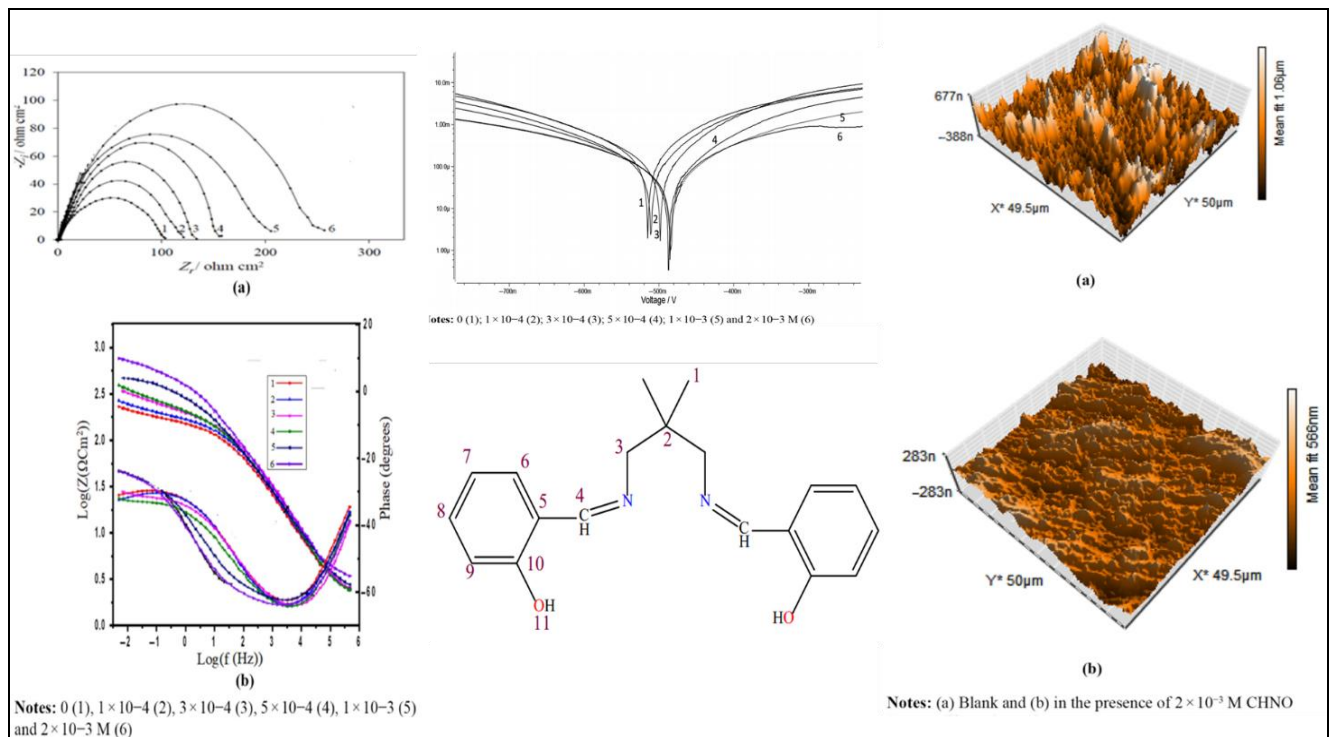 120
100
80
60
40
20
0
-Zi/ ohm cm²
0
100
200
300
1
2
3
4
5
6
Zr/ ohm cm²
(a)
3.0
2.5
2.0
1.5
1.0
0.5
0.0
Log(Z(ΩCm²))
20
10
0
−10
−20
−30
−40
−50
−60
Phase (degrees)
1
2
3
4
5
6
−2 −1 0 1 2 3 4 5 6
Log(f (Hz))
(b)
Notes: 0 (1), 1 × 10−4 (2), 3 × 10−4 (3), 5 × 10−4 (4), 1 × 10−3 (5)
and 2 × 10−3 M (6)
10.0m
1.00m
100.0µ
10.0µ
1.00µ
1
2
3
4
5
6
−700m −600m −500m −400m −300m
Voltage / V
lotes: 0 (1); 1 × 10−4 (2); 3 × 10−4 (3); 5 × 10−4 (4); 1 × 10−3 (5) and 2 × 10−3 M (6)
1
2
3
7
6
4
5
8
9
10
11
C
H
N
N
C
H
OH
HO
677n
−388n
X* 49.5µm
Y* 50µm
Mean fit 1.06µm
(a)
283n
−283n
Y* 50µm
X* 49.5µm
Mean fit 566nm
(b)
Notes: (a) Blank and (b) in the presence of 2 × 10⁻³ M CHNO